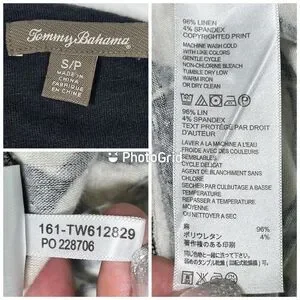 Tommy Bahama
S/P
MADE IN
CHINA
FABRIQUÉ
EN CHINE
161-TW612829
PO 228706
PhotoGrid
96% LINEN
4% SPANDEX
COPYRIGHTED PRINT
MACHINE WASH COLD
WITH LIKE COLORS
GENTLE CYCLE
NON-CHLORINE BLEACH
TUMBLE DRY LOW
WARM IRON
OR DRY CLEAN
96% LIN
4% SPANDEX
TEXT PROTÉGÉ PAR DROIT
D'AUTEUR
LAVER À LA MACHINE À L'EAU
FROIDE AVEC COULEURS
SEMBLABLES
CYCLE DÉLICAT
AGENT DE BLANCHIMENT SANS
CHLORE
SÉCHER PAR CULBUTAGE À BASSE
TEMPÉRATURE
REPASSER À TEMPÉRATURE
MOYENNE
OU NETTOYER À SEC
麻 96%
ポリウレタン 4%
著作権のある印刷